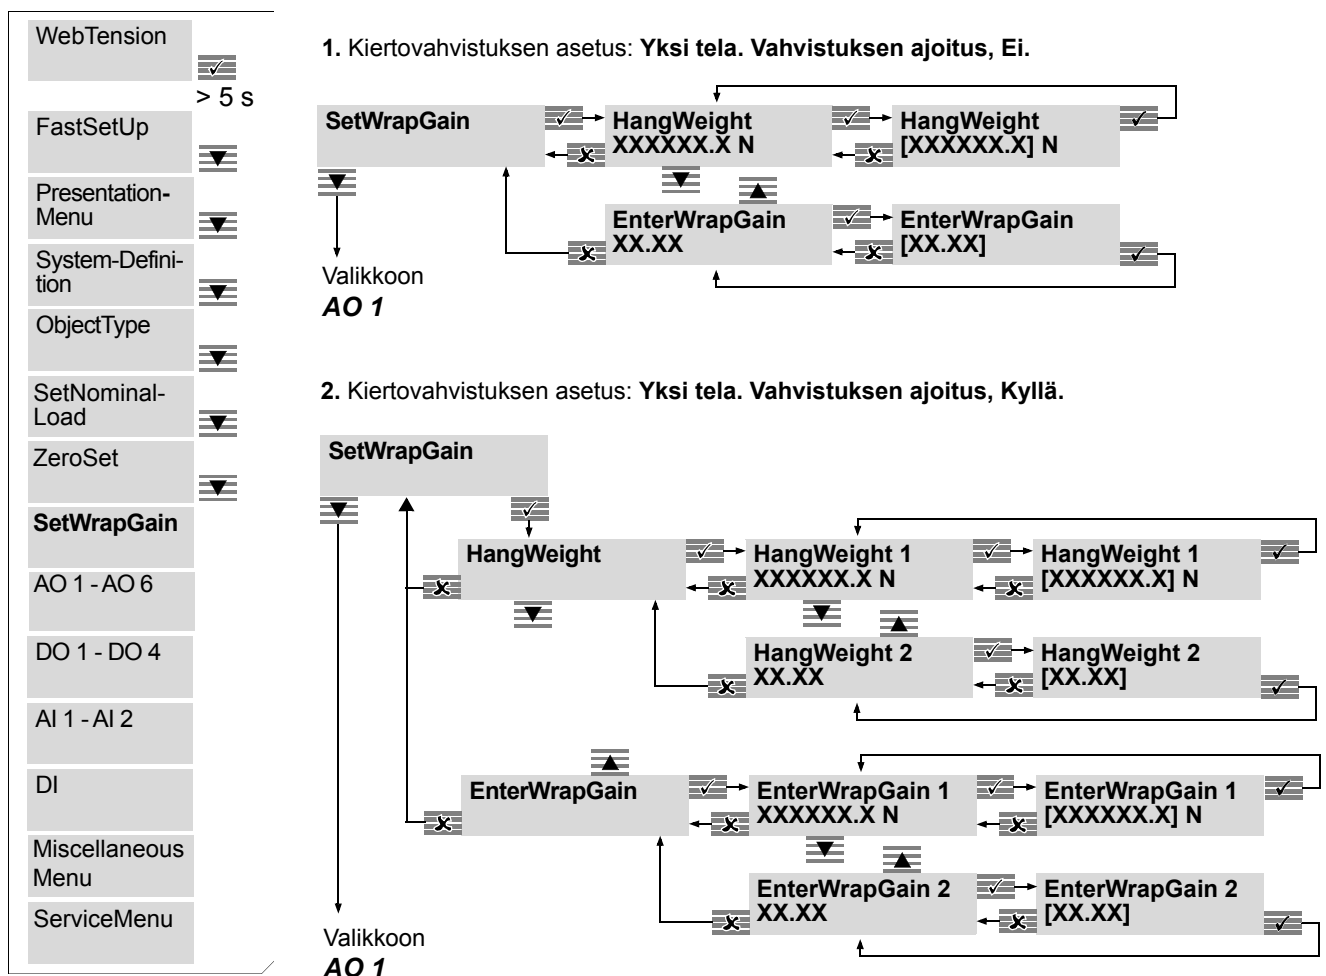 WebTension
> 5 s
FastSetUp
Presentation-
Menu
System-Defini-
tion
ObjectType
SetNominal-
Load
ZeroSet
SetWrapGain
AO 1 - AO 6
DO 1 - DO 4
AI 1 - AI 2
DI
Miscellaneous
Menu
ServiceMenu
1. Kiertovahvistuksen asetus: Yksi tela. Vahvistuksen ajoitus, Ei.
SetWrapGain
HangWeight
XXXXXX.X N
HangWeight
[XXXXXX.X] N
EnterWrapGain
XX.XX
EnterWrapGain
[XX.XX]
Valikkoon
AO 1
2. Kiertovahvistuksen asetus: Yksi tela. Vahvistuksen ajoitus, Kyllä.
SetWrapGain
HangWeight
HangWeight 1
XXXXXX.X N
HangWeight 1
[XXXXXX.X] N
HangWeight 2
XX.XX
HangWeight 2
[XX.XX]
EnterWrapGain
EnterWrapGain 1
XXXXXX.X N
EnterWrapGain 1
[XXXXXX.X] N
EnterWrapGain 2
XX.XX
EnterWrapGain 2
[XX.XX]
Valikkoon
AO 1